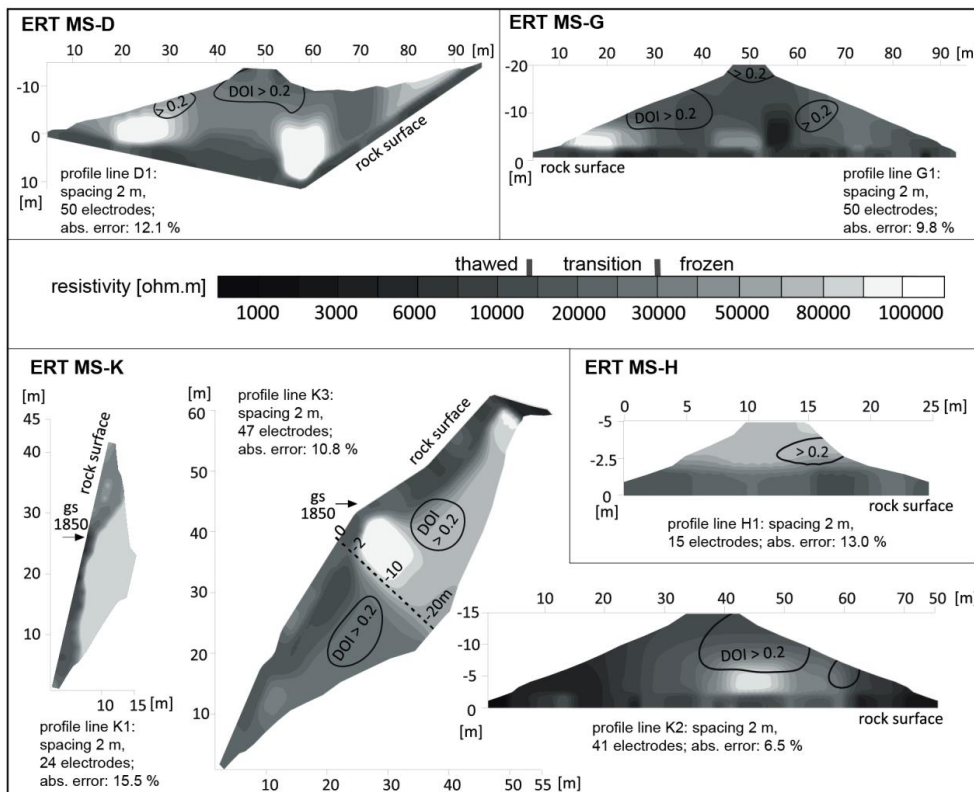 ERT MS-D
5 10 20 30 40 50 60 70 80 90 [m]
-10
0
10
[m]
> 0.2
DOI > 0.2
rock surface
profile line D1:
spacing 2 m,
50 electrodes;
abs. error: 12.1 %
ERT MS-G
5 10 20 30 40 50 60 70 80 90 [m]
-20
-10
0
[m]
> 0.2
DOI > 0.2
> 0.2
rock surface
profile line G1:
spacing 2 m,
50 electrodes;
abs. error: 9.8 %
thawed transition frozen
resistivity [ohm.m]
1000 3000 6000 10000 20000 30000 50000 80000 100000
ERT MS-K
[m]
45
40
30
20
10
rock surface
gs
1850
10 15 [m]
profile line K1:
spacing 2 m,
24 electrodes;
abs. error: 15.5 %
profile line K3:
spacing 2 m,
47 electrodes;
abs. error: 10.8 %
[m]
60
50
40
30
20
10
rock surface
gs
1850
-0
-2
-10
-20m
DOI
> 0.2
DOI > 0.2
10 20 30 40 50 55
[m]
ERT MS-H
0 5 10 15 20 25
[m]
-5
-2.5
0
[m]
> 0.2
rock surface
profile line H1: spacing 2 m,
15 electrodes; abs. error: 13.0 %
10 20 30 40 50 60 70 50 [m]
-15
-10
-5
0
[m]
DOI > 0.2
rock surface
profile line K2: spacing 2 m,
41 electrodes; abs. error: 6.5 %